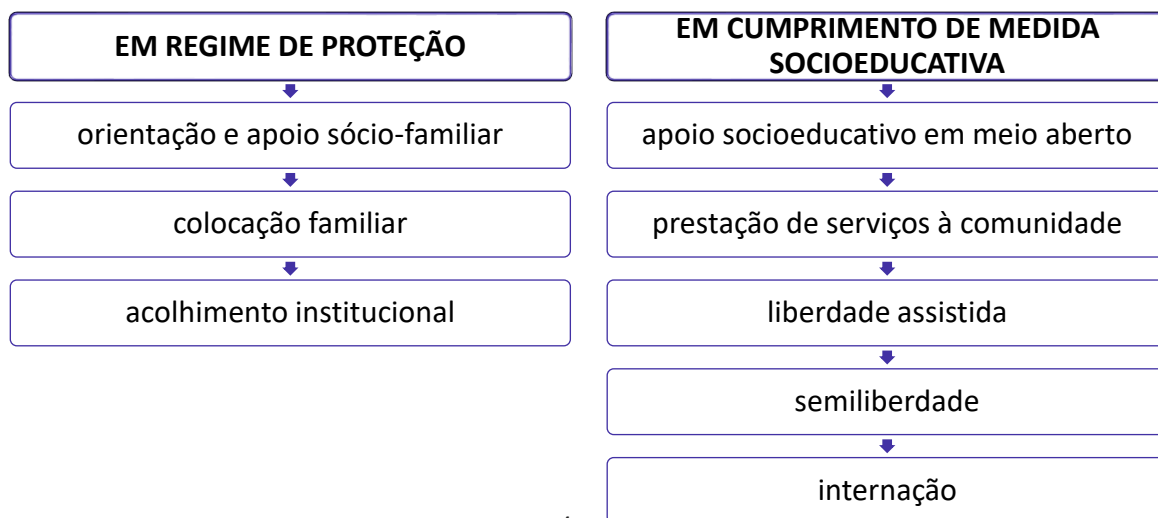 EM REGIME DE PROTEÇÃO
orientação e apoio sócio-familiar
colocação familiar
acolhimento institucional
EM CUMPRIMENTO DE MEDIDA
SOCIOEDUCATIVA
apoio socioeducativo em meio aberto
prestação de serviços à comunidade
liberdade assistida
semiliberdade
internação